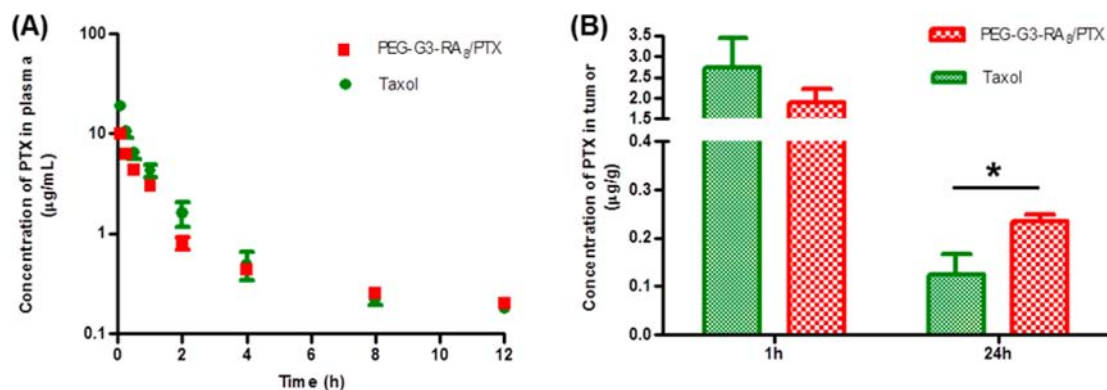 (A)
100
10
1
0.1
Concentration of PTX in plasma
(µg/mL)
PEG-G3-RA8/PTX
Taxol
0 2 4 6 8 10 12
Time (h)
(B)
3.5
3.0
2.5
2.0
1.5
0.4
0.3
0.2
0.1
0.0
Concentration of PTX in tumor
(µg/g)
PEG-G3-RA8/PTX
Taxol
*
1h 24h